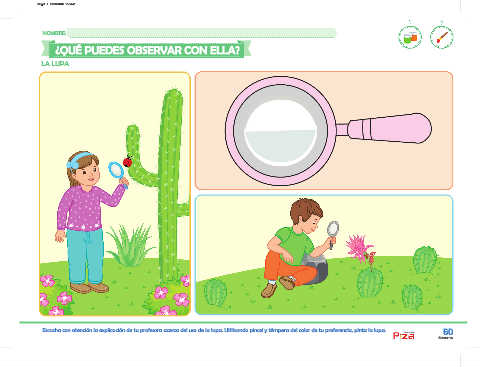 NOMBRE:
¿QUÉ PUEDES OBSERVAR CON ELLA?
LA LUPA
Escucha con atención la explicación de tu profesora acerca del uso de la lupa. Utilizando pincel y témpera del color de tu preferencia, pinta la lupa.
60